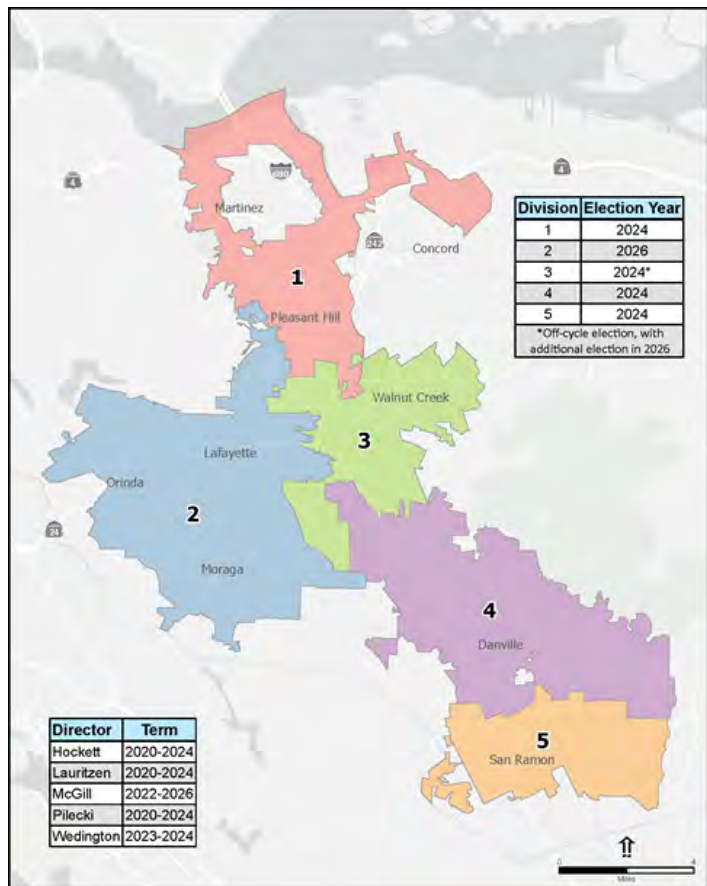 4
680
4
Martinez
242
Concord
1
Pleasant Hill
Division Election Year
1 2024
2 2026
3 2024*
4 2024
5 2024
*Off-cycle election, with
additional election in 2026
Walnut Creek
3
Lafayette
Orinda
2
24
Moraga
4
Danville
5
San Ramon
Director Term
Hockett 2020-2024
Lauritzen 2020-2024
McGill 2022-2026
Pilecki 2020-2024
Wedington 2023-2024
0 4
Miles